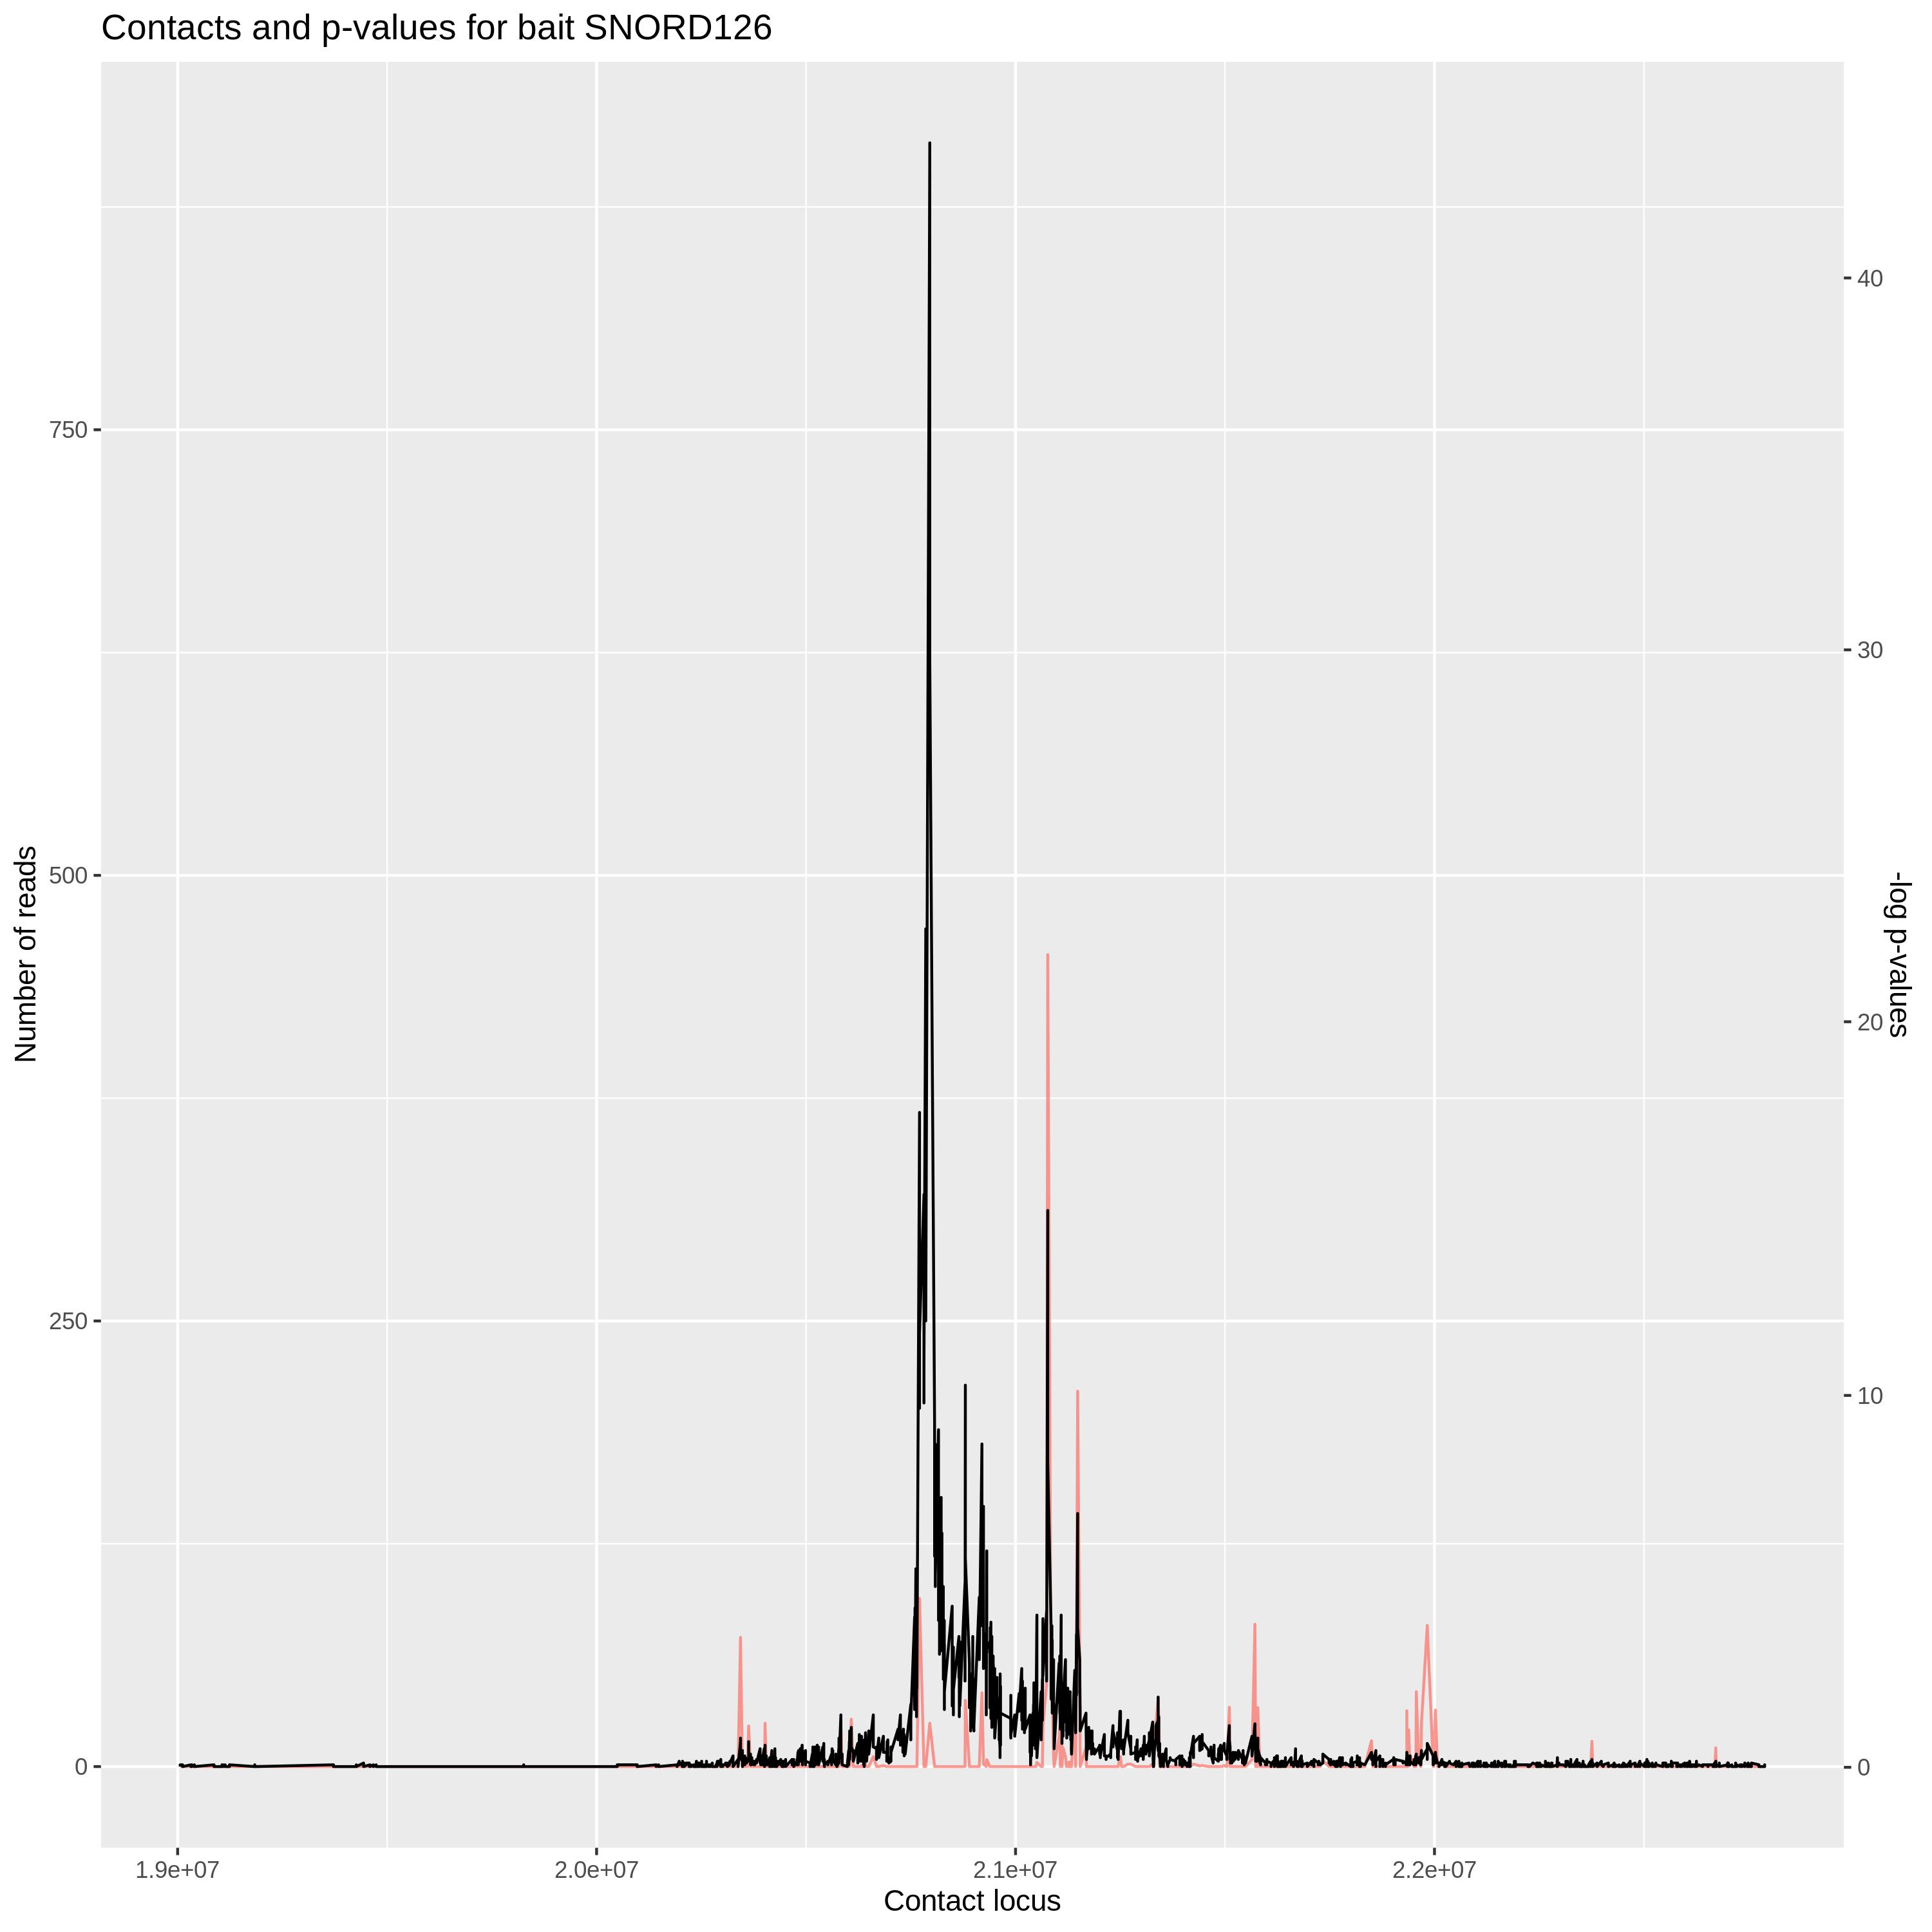 Contacts and p-values for bait SNORD126
Number of reads
750
500
250
0
40
30
20
10
0
-log p-values
1.9e+07
2.0e+07
2.1e+07
2.2e+07
Contact locus